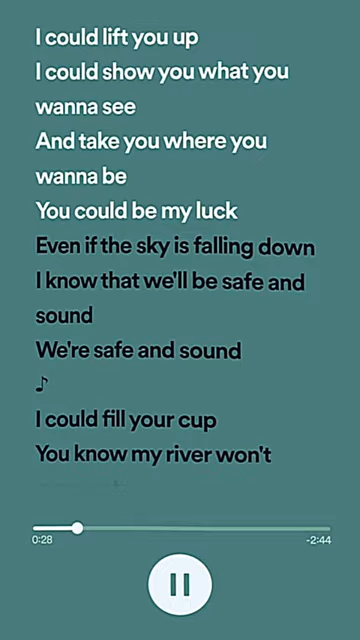 I could lift you up
I could show you what you
wanna see
And take you where you
wanna be
You could be my luck
Even if the sky is falling down
I know that we'll be safe and
sound
We're safe and sound
♪
I could fill your cup
You know my river won't
0:28
-2:44